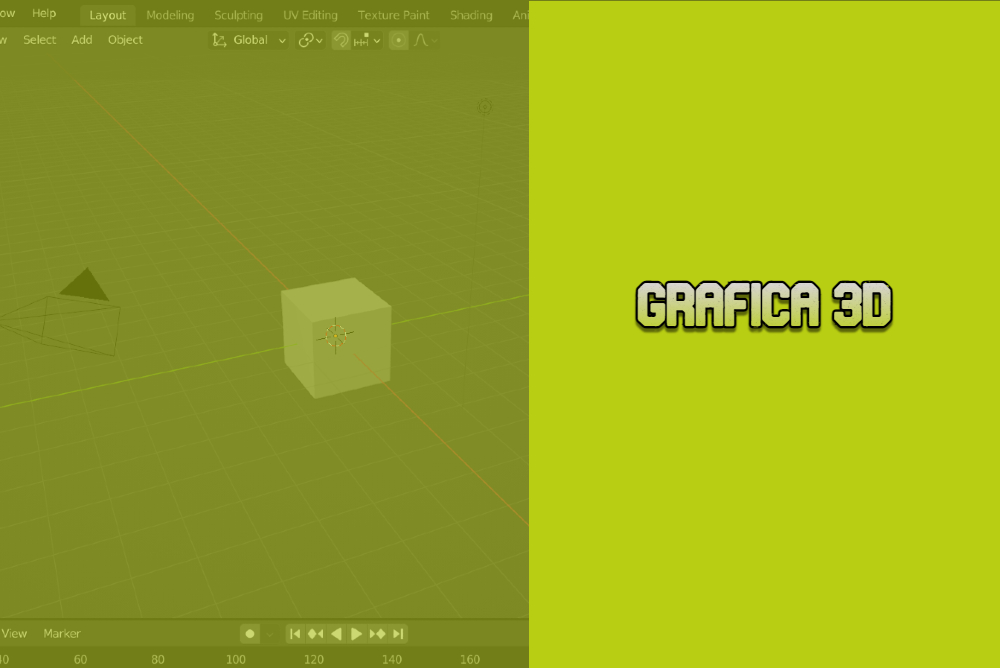 ow Help Layout Modeling Sculpting UV Editing Texture Paint Shading Ani
w Select Add Object Global
GRAFICA 3D
View Marker
40 60 80 100 120 140 160